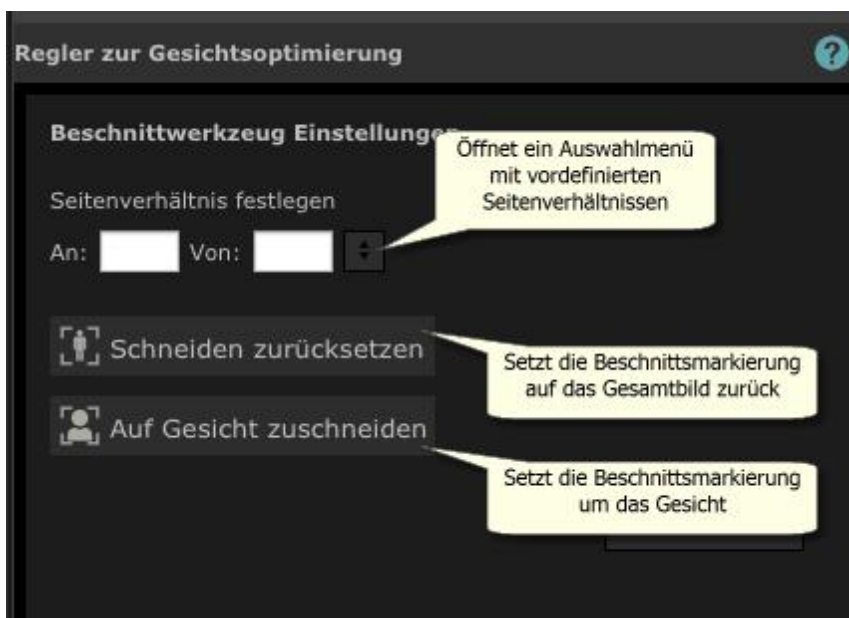 Regler zur Gesichtsoptimierung
?
Beschnittwerkzeug Einstellungen
Öffnet ein Auswahlmenü
mit vordefinierten
Seitenverhältnissen
Seitenverhältnis festlegen
An:
Von:
Schneiden zurücksetzen
Setzt die Beschnittsmarkierung
auf das Gesamtbild zurück
Auf Gesicht zuschneiden
Setzt die Beschnittsmarkierung
um das Gesicht